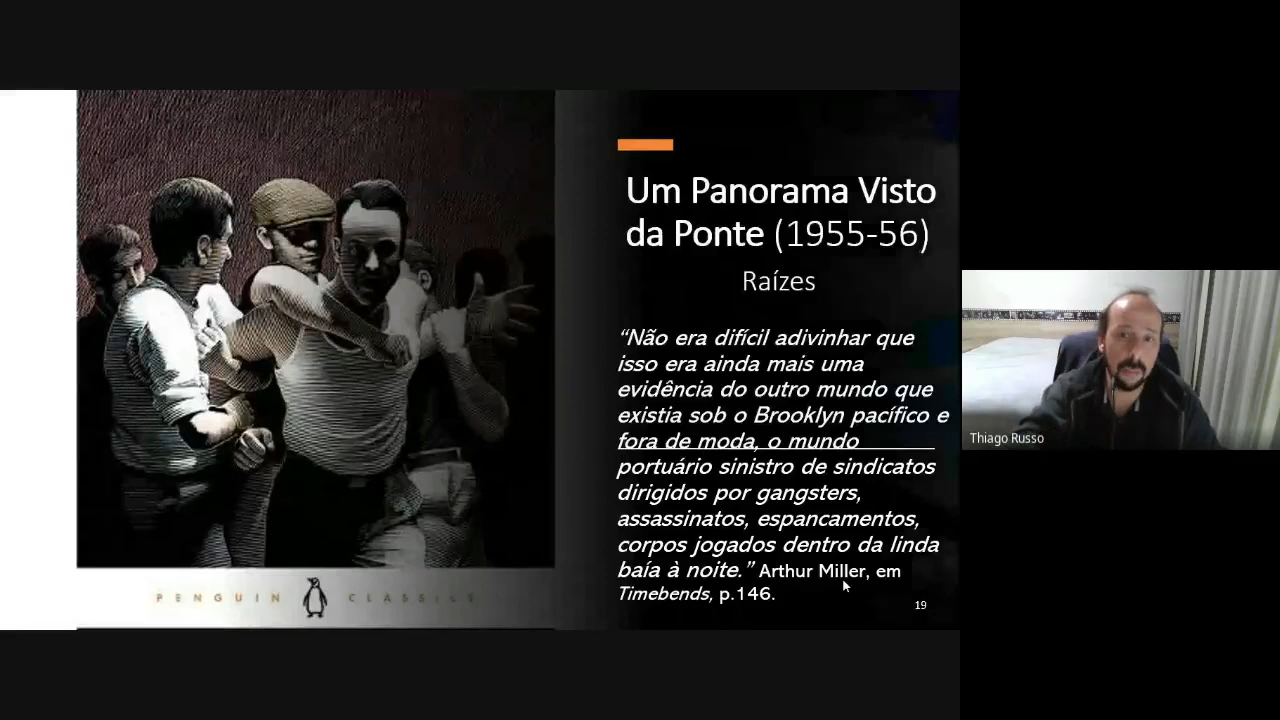 Um Panorama Visto
da Ponte (1955-56)
Raízes
“Não era difícil adivinhar que
isso era ainda mais uma
evidência do outro mundo que
existia sob o Brooklyn pacífico e
fora de moda, o mundo
portuário sinistro de sindicatos
dirigidos por gangsters,
assassinatos, espancamentos,
corpos jogados dentro da linda
baía à noite.” Arthur Miller, em
Timebends, p.146.
19
PENGUIN CLASSICS
Thiago Russo